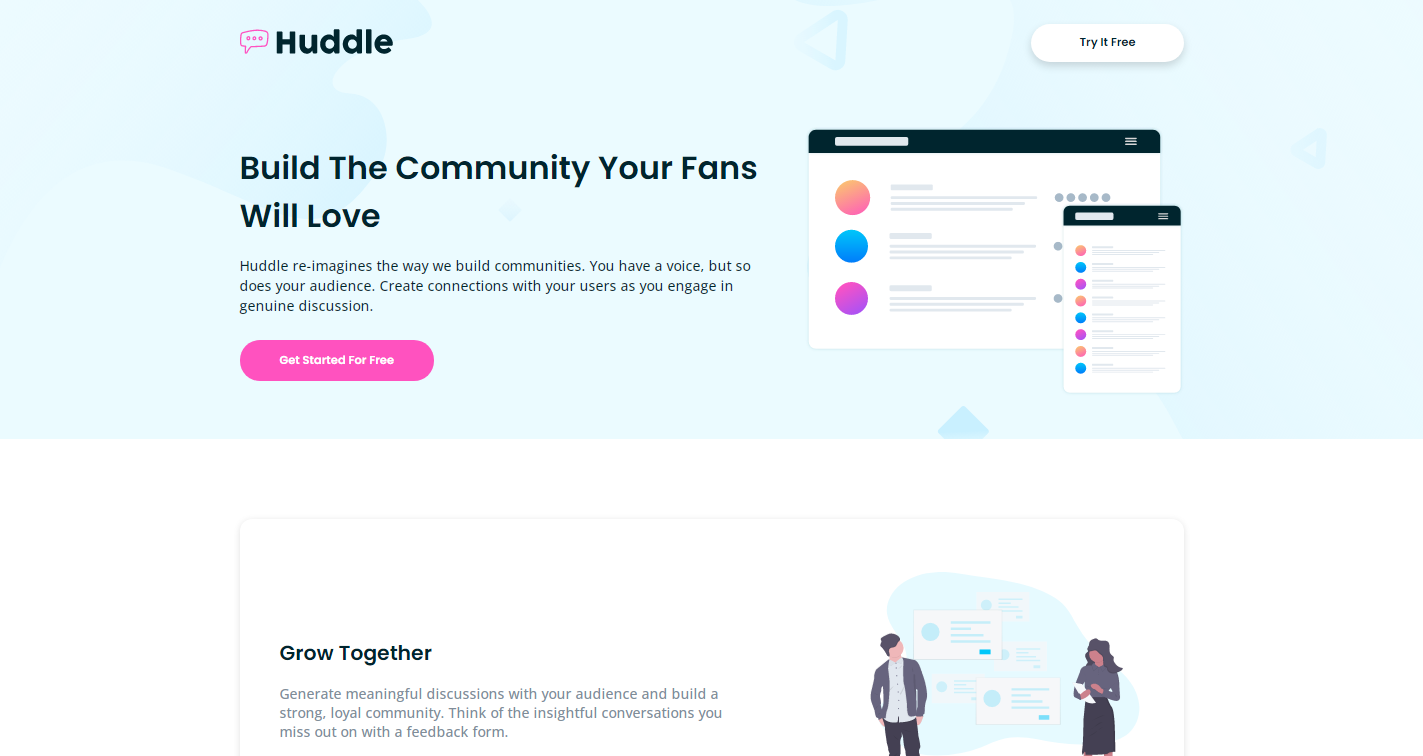 Huddle
Try It Free
Build The Community Your Fans
Will Love
Huddle re-imagines the way we build communities. You have a voice, but so
does your audience. Create connections with your users as you engage in
genuine discussion.
Get Started For Free
Grow Together
Generate meaningful discussions with your audience and build a
strong, loyal community. Think of the insightful conversations you
miss out on with a feedback form.